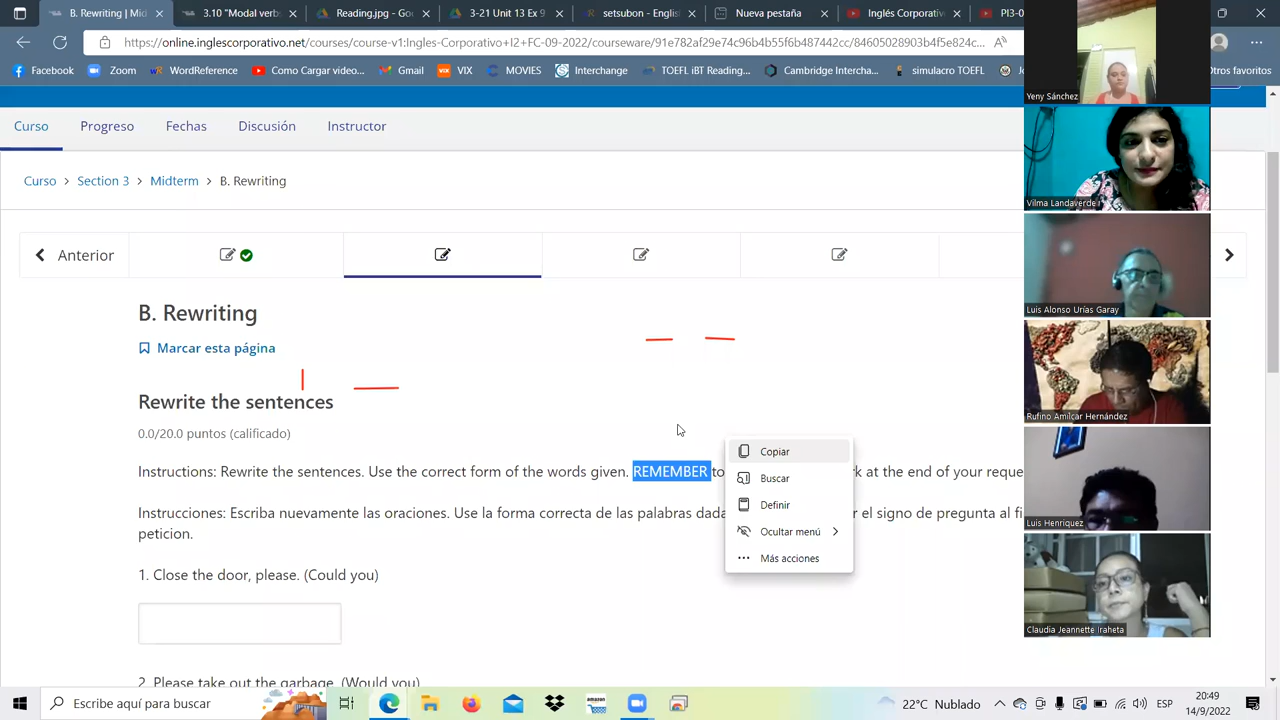 3.10 "Modal Verb
Reading.jpg - Goo
3-21 Unit 13 Ex 9
setsubon - English
Nueva pestaña
Inglés Corporativo
PI3-0
https://online.inglescorporativo.net/courses/course-v1:Ingles-Corporativo I2+FC-09-2022/courseware/91e782af29e74c96b4b55f6b487442cc/84605028903b4f5e824c...
Facebook
Zoom
WordReference
Como Cargar video...
Gmail
VIX
COTOVIES
Interchange
TOEFL iBT Reading...
Cambridge Intercha...
simulacro TOEFL
Otros favoritos
Curso
Progreso
Fechas
Discusión
Instructor
Curso > Section 3 > Midterm > B. Rewriting
Anterior
B. Rewriting
Marcar esta página
Rewrite the sentences
0.0/20.0 puntos (calificado)
Instructions: Rewrite the sentences. Use the correct form of the words given. REMEMBER to k at the end of your reque
Instrucciones: Escriba nuevamente las oraciones. Use la forma correcta de las palabras dada r el signo de pregunta al fi
peticion.
1. Close the door, please. (Could you)
2. Please take out the garbage. (Would you)
Copiar
Buscar
Definir
Ocultar menú
Más acciones
Yeny Sánchez
Vilma Landaverde
Luis Alonso Urías Garay
Rufino Amilcar Hernández
Luis Henriquez
Claudia Jeannette Iraheta
Escribe aquí para buscar
22°C Nublado
ESP
20:49
14/9/2022